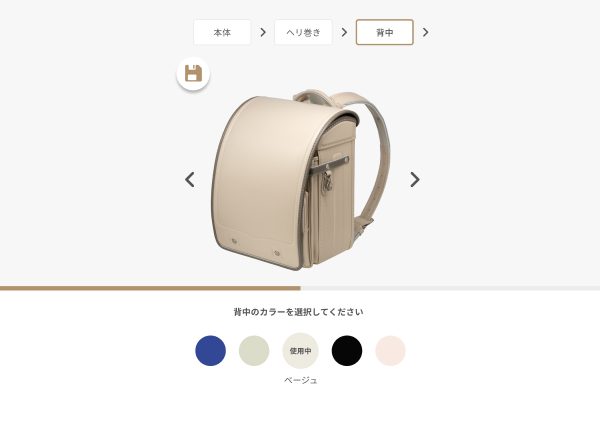 本体
ヘリ巻き
背中
背中のカラーを選択してください
使用中
ベージュ